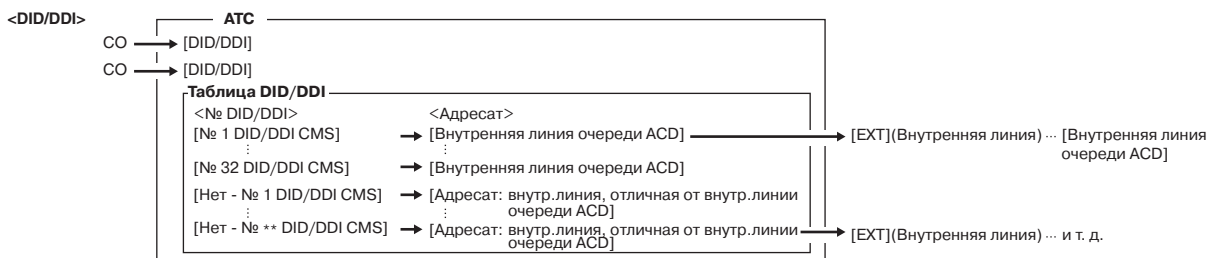 <DID/DDI>
АТС
CO [DID/DDI]
CO [DID/DDI]
Таблица DID/DDI
<№ DID/DDI> <Адресат>
[№ 1 DID/DDI CMS] [Внутренняя линия очереди ACD] [EXT](Внутренняя линия) ··· [Внутренняя линия
очереди ACD]
[№ 32 DID/DDI CMS] [Внутренняя линия очереди ACD]
[Нет - № 1 DID/DDI CMS] [Адресат: внутр.линия, отличная от внутр.линии
очереди ACD]
[Нет - № ** DID/DDI CMS] [Адресат: внутр.линия, отличная от внутр.линии
очереди ACD]
[EXT](Внутренняя линия) ··· и т. д.